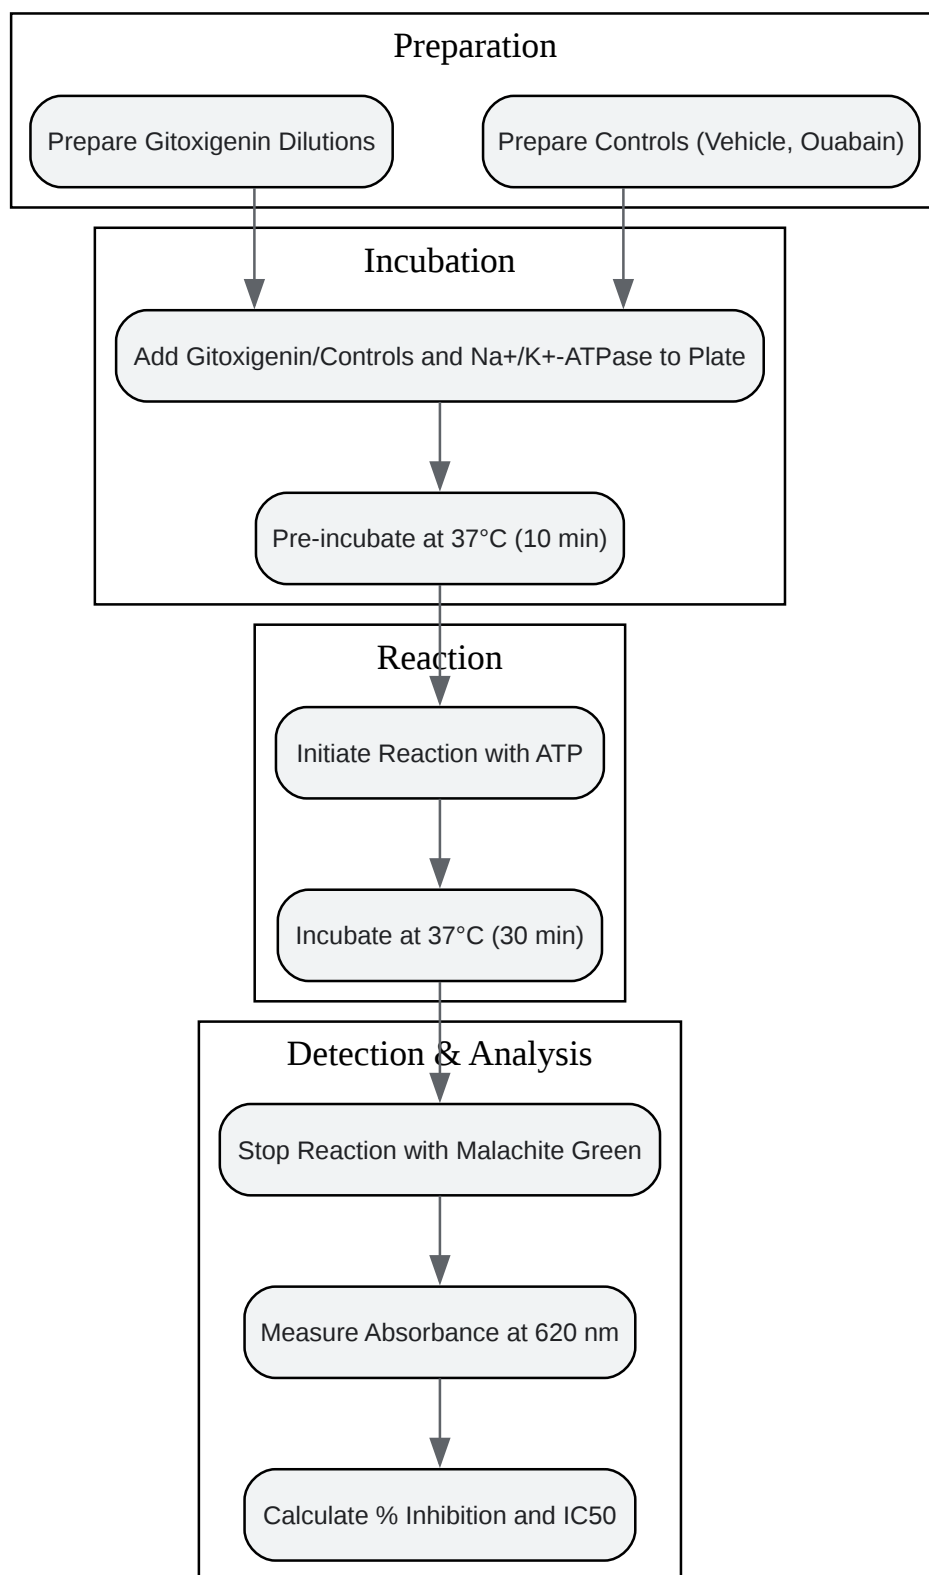 Preparation
Prepare Gitoxigenin Dilutions
Prepare Controls (Vehicle, Ouabain)
Incubation
Add Gitoxigenin/Controls and Na+/K+-ATPase to Plate
Pre-incubate at 37°C (10 min)
Reaction
Initiate Reaction with ATP
Incubate at 37°C (30 min)
Detection & Analysis
Stop Reaction with Malachite Green
Measure Absorbance at 620 nm
Calculate % Inhibition and IC50